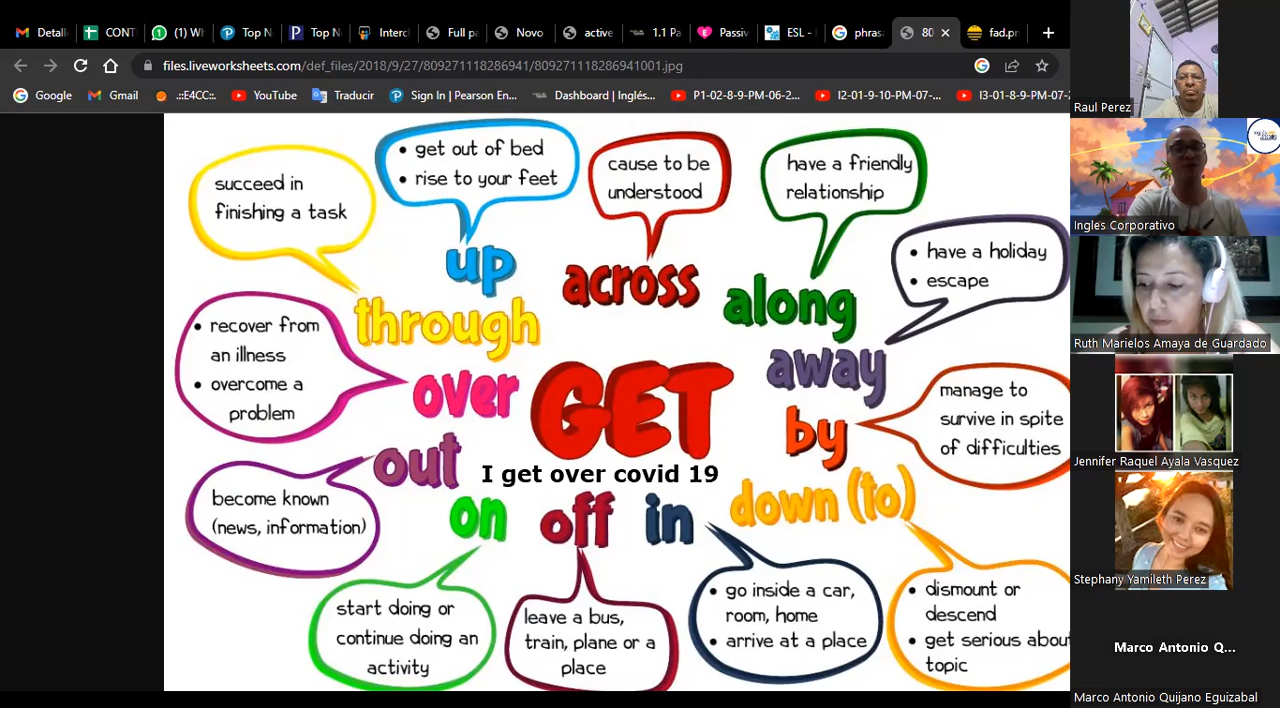 Detalle
CONT
(1) W
Top N
Top N
Interc
Full p
Novo
active
1.1 Pa
Passiv
ESL -
phrasa
80
fad.pn
files.liveworksheets.com/def_files/2018/9/27/809271118286941/809271118286941001.jpg
Google
Gmail
.::E4CC::.
YouTube
Traducir
Sign In | Pearson En...
Dashboard | Inglés...
P1-02-8-9-PM-06-2...
I2-01-9-10-PM-07-...
I3-01-8-9-PM-07-2
succeed in
finishing a task
• get out of bed
• rise to your feet
cause to be
understood
have a friendly
relationship
• have a holiday
• escape
up
across
along
through
away
• recover from
an illness
• overcome a
problem
over
GET
by
manage to
survive in spite
of difficulties
out
I get over covid 19
down (to)
become known
(news, information)
on
off
in
start doing or
continue doing an
activity
leave a bus,
train, plane or a
place
• go inside a car,
room, home
• arrive at a place
• dismount or
descend
• get serious about
topic
Raul Perez
Ingles Corporativo
Ruth Marielos Amaya de Guardado
Jennifer Raquel Ayala Vasquez
Stephany Yamileth Perez
Marco Antonio Q...
Marco Antonio Quijano Eguizabal